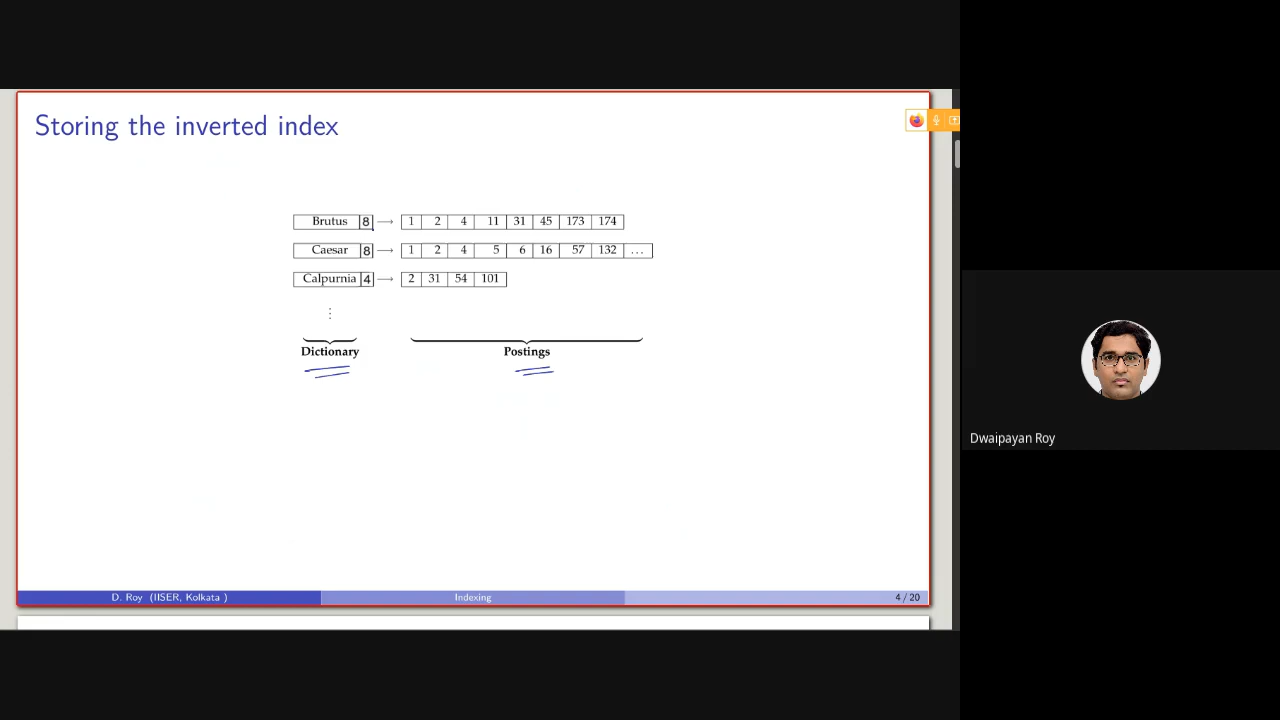 Storing the inverted index
Brutus 8 → 1 2 4 11 31 45 173 174
Caesar 8 → 1 2 4 5 6 16 57 132 ...
Calpurnia 4 → 2 31 54 101
⋮
Dictionary Postings
D. Roy (IISER, Kolkata ) Indexing 4 / 20
Dwaipayan Roy